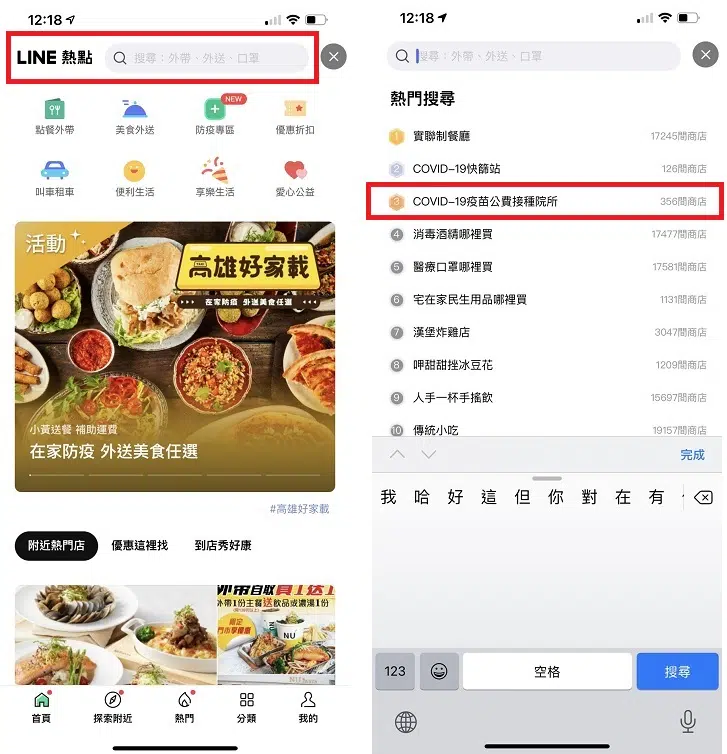 12:18
LINE 熱點
搜尋：外帶、外送、口罩
NEW
點餐外帶
美食外送
防疫專區
優惠折扣
叫車租車
便利生活
享樂生活
愛心公益
活動
高雄好家載
在家防疫 外送美食任選
小黃送餐 補助運費
在家防疫 外送美食任選
#高雄好家載
附近熱門店
優惠這裡找
到店秀好康
外帶自取買1送1
外帶1份主餐送飲品或濃湯1份
限定
門市享優惠
NU
首頁
探索附近
熱門
分類
我的
12:18
搜尋：外帶、外送、口罩
熱門搜尋
1 實聯制餐廳 17245間商店
2 COVID-19快篩站 126間商店
3 COVID-19疫苗公費接種院所 356間商店
4 消毒酒精哪裡買 17477間商店
5 醫療口罩哪裡買 17581間商店
6 宅在家民生用品哪裡買 1131間商店
7 漢堡炸雞店 3047間商店
8 呷甜甜挫冰豆花 1209間商店
9 人手一杯手搖飲 15697間商店
10 傳統小吃 19157間商店
完成
我 哈 好 這 但 你 對 在 有
123
空格
搜尋